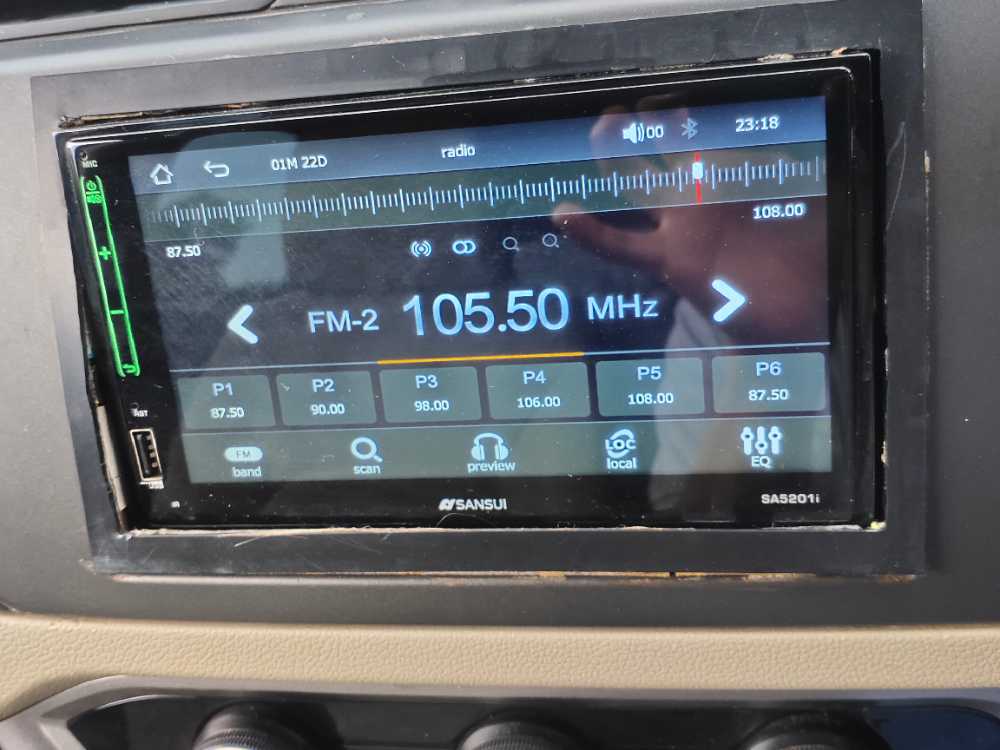 MIC
01M 22D
radio
00
23:18
87.50
108.00
FM-2 105.50 MHz
P1 P2 P3 P4 P5 P6
87.50 90.00 98.00 106.00 108.00 87.50
RST
FM
LOC
band scan preview local EQ
SANSUI
SA5201i